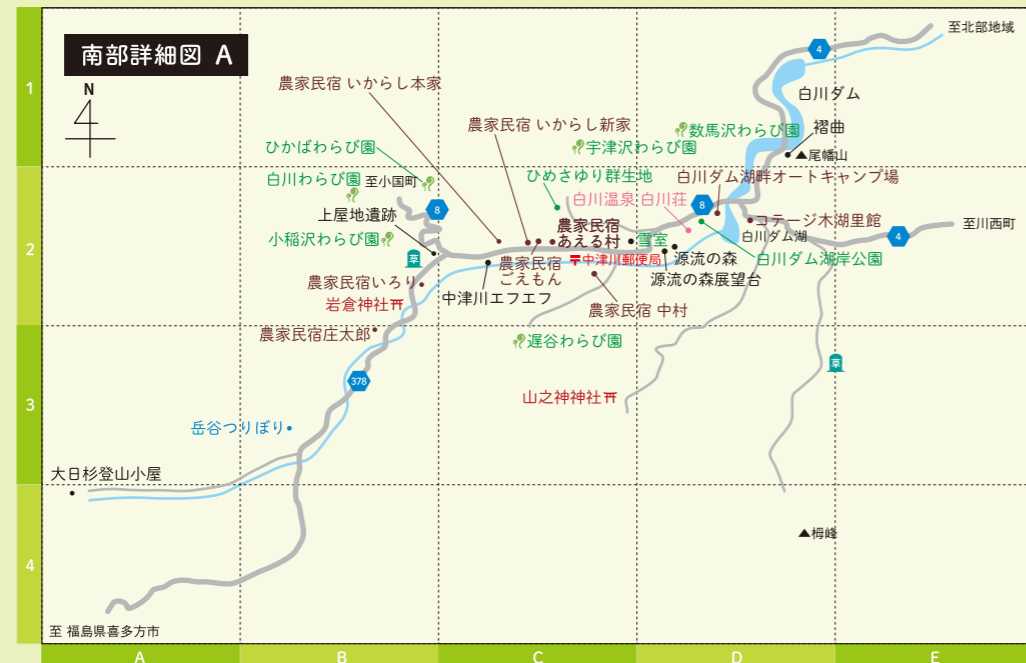 南部詳細図 A
N
至北部地域
4
1
農家民宿 いからし本家
白川ダム
農家民宿 いからし新家
数馬沢わらび園
褶曲
ひかばわらび園
宇津沢わらび園
▲尾幡山
白川わらび園
至小国町
ひめさゆり群生地
白川ダム湖畔オートキャンプ場
白川温泉 白川荘
8
8
上屋地遺跡
農家民宿
あえる村
コテージ木湖里館
至川西町
小稲沢わらび園
雪室
白川ダム湖
4
2
草
農家民宿
ごえもん
〒中津川郵便局
源流の森
白川ダム湖岸公園
農家民宿いろり
中津川エフエフ
源流の森展望台
岩倉神社
農家民宿 中村
農家民宿庄太郎
遅谷わらび園
草
378
3
山之神神社
岳谷つりぼり
大日杉登山小屋
▲栂峰
4
至 福島県喜多方市
A
B
C
D
E